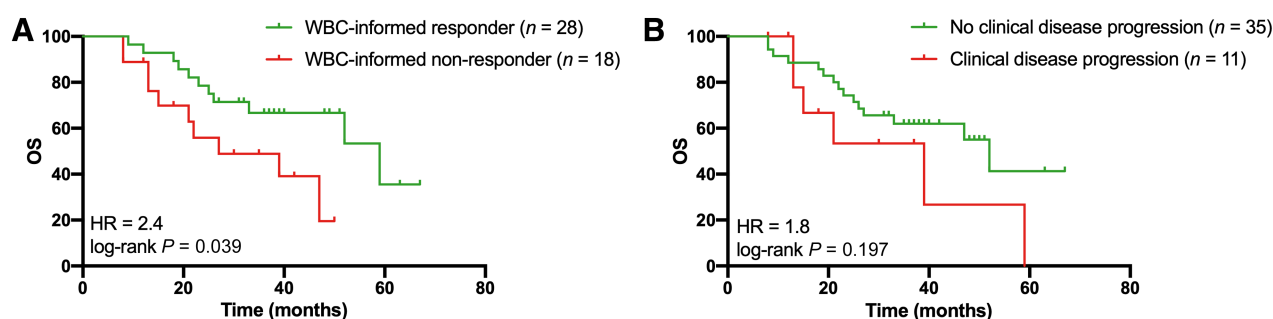 A
WBC-informed responder (n = 28)
WBC-informed non-responder (n = 18)
100
80
60
40
20
0
OS
HR = 2.4
log-rank P = 0.039
0 20 40 60 80
Time (months)
B
No clinical disease progression (n = 35)
Clinical disease progression (n = 11)
100
80
60
40
20
0
OS
HR = 1.8
log-rank P = 0.197
0 20 40 60 80
Time (months)